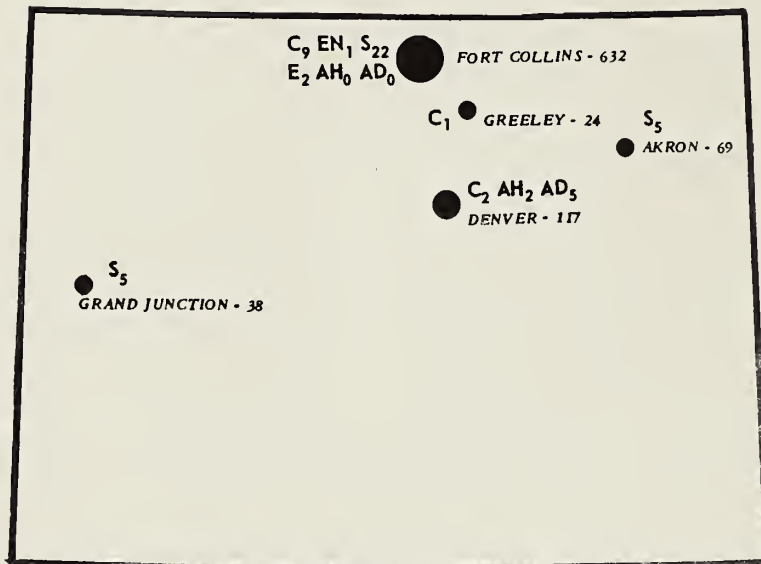 C₉ EN₁ S₂₂
E₂ AH₀ AD₀
FORT COLLINS - 632
C₁ GREELEY - 24
S₅
AKRON - 69
C₂ AH₂ AD₅
DENVER - 117
S₅
GRAND JUNCTION - 38